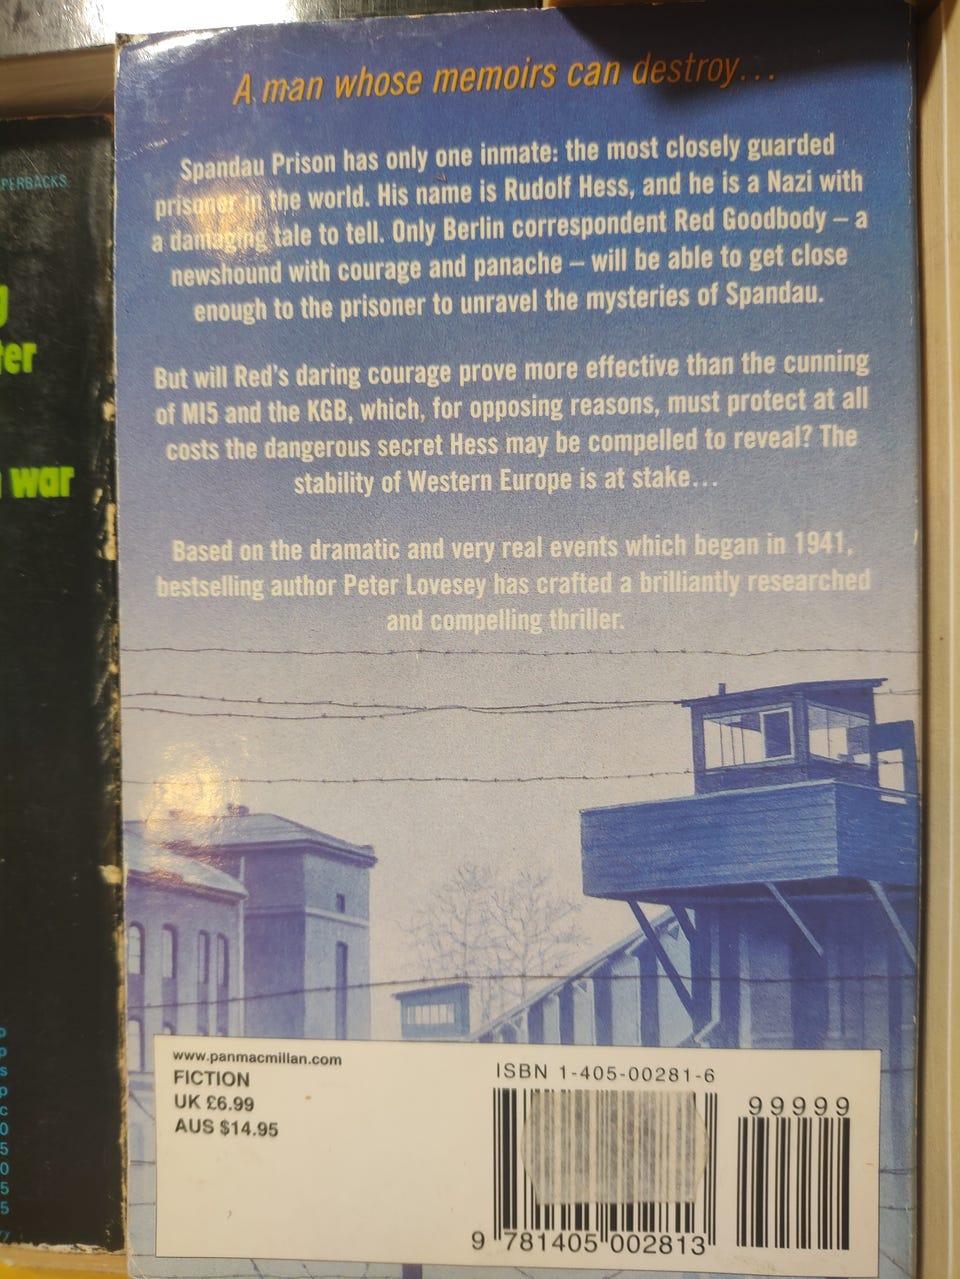 A man whose memoirs can destroy...
Spandau Prison has only one inmate: the most closely guarded
prisoner in the world. His name is Rudolf Hess, and he is a Nazi with
a damaging tale to tell. Only Berlin correspondent Red Goodbody – a
newshound with courage and panache – will be able to get close
enough to the prisoner to unravel the mysteries of Spandau.
But will Red's daring courage prove more effective than the cunning
of MI5 and the KGB, which, for opposing reasons, must protect at all
costs the dangerous secret Hess may be compelled to reveal? The
stability of Western Europe is at stake...
Based on the dramatic and very real events which began in 1941,
bestselling author Peter Lovesey has crafted a brilliantly researched
and compelling thriller.
www.panmacmillan.com
FICTION
UK £6.99
AUS $14.95
ISBN 1-405-00281-6
99999
9 781405 002813
war